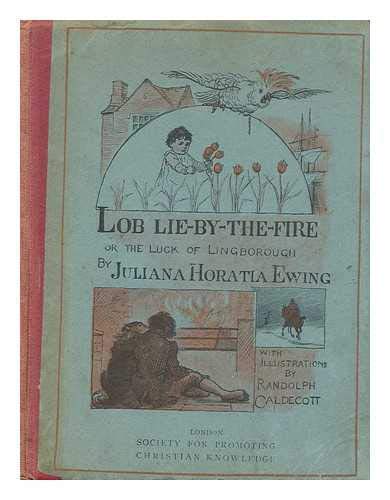 LOB LIE-BY-THE-FIRE
OR THE LUCK OF LINGBOROUGH
BY JULIANA HORATIA EWING
WITH
ILLUSTRATIONS
BY
RANDOLPH
CALDECOTT
LONDON
SOCIETY FOR PROMOTING
CHRISTIAN KNOWLEDGE